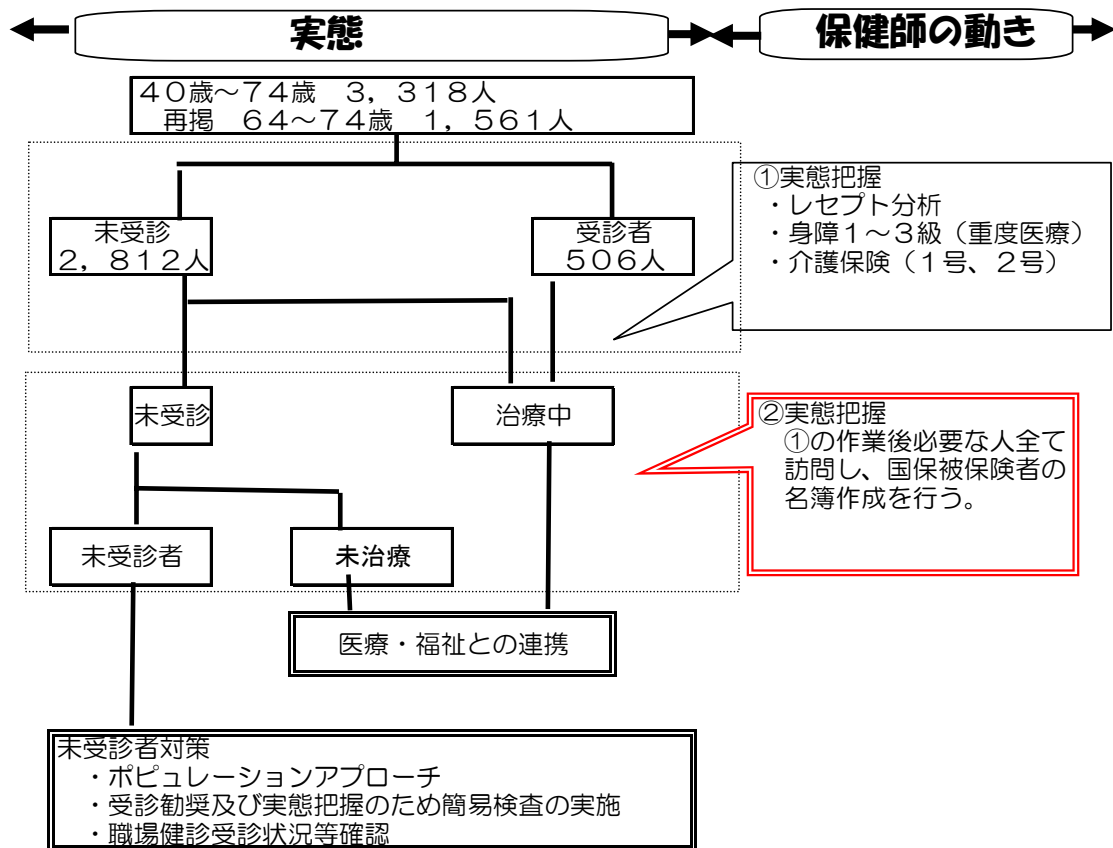 実態
保健師の動き
４０歳～７４歳　３，３１８人
再掲　６４～７４歳　１，５６１人
未受診
２，８１２人
受診者
５０６人
①実態把握
・レセプト分析
・身障１～３級（重度医療）
・介護保険（１号、２号）
未受診
治療中
②実態把握
①の作業後必要な人全て
訪問し、国保被保険者の
名簿作成を行う。
未受診者
未治療
医療・福祉との連携
未受診者対策
・ポピュレーションアプローチ
・受診勧奨及び実態把握のため簡易検査の実施
・職場健診受診状況等確認